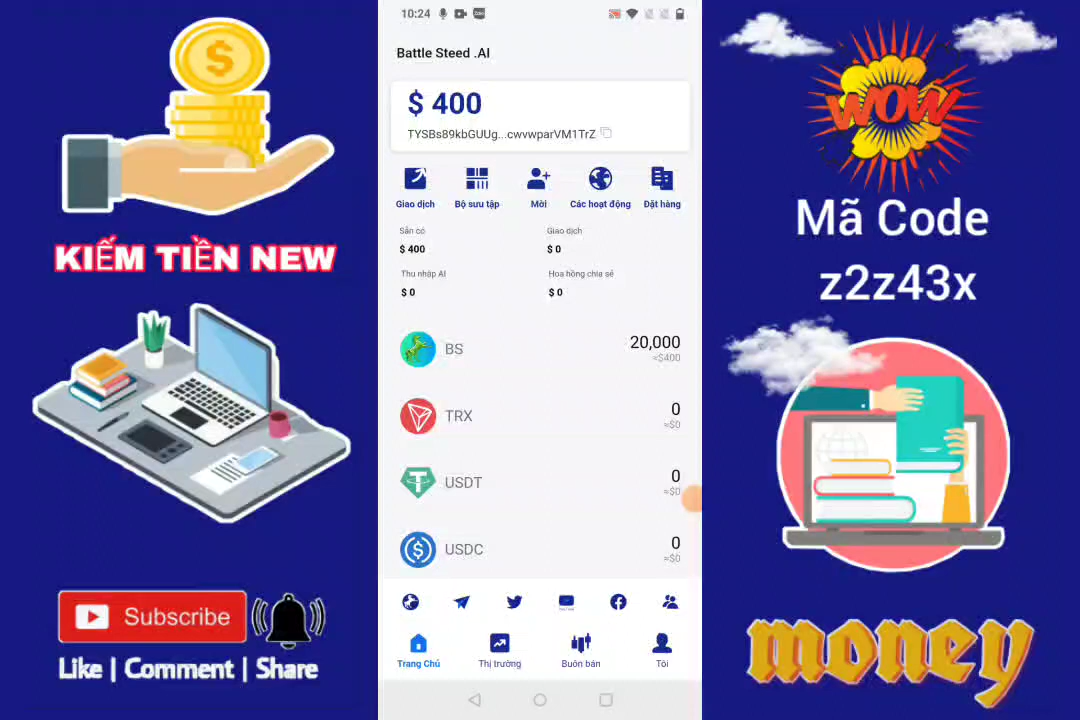 KIẾM TIỀN NEW
Subscribe
Like | Comment | Share
10:24
Battle Steed .AI
$ 400
TYSBs89kbGUUg...cwvwparVM1TrZ
Giao dịch
Bộ sưu tập
Mời
Các hoạt động
Đặt hàng
Sẵn có
Giao dịch
$ 400
$ 0
Thu nhập AI
Hoa hồng chia sẻ
$ 0
$ 0
BS
20,000
≈$400
TRX
0
≈$0
USDT
0
≈$0
USDC
0
≈$0
Trang Chủ
Thị trường
Buôn bán
Tôi
WOW
Mã Code
z2z43x
money